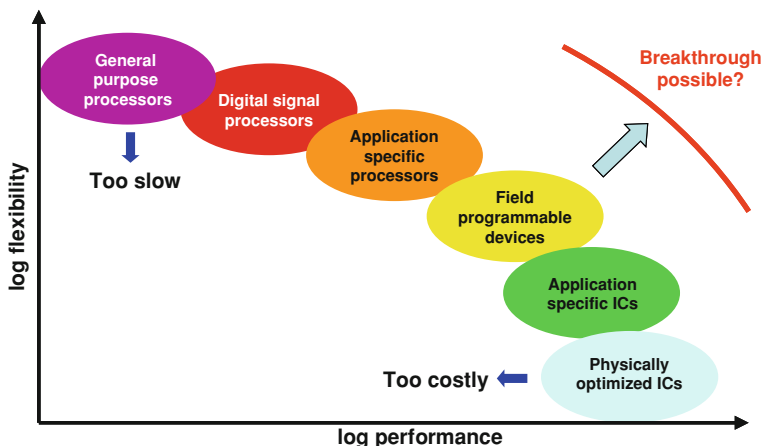 General
purpose
processors
Digital signal
processors
Application
specific
processors
Field
programmable
devices
Application
specific ICs
Physically
optimized ICs
Breakthrough
possible?
Too slow
Too costly
log flexibility
log performance